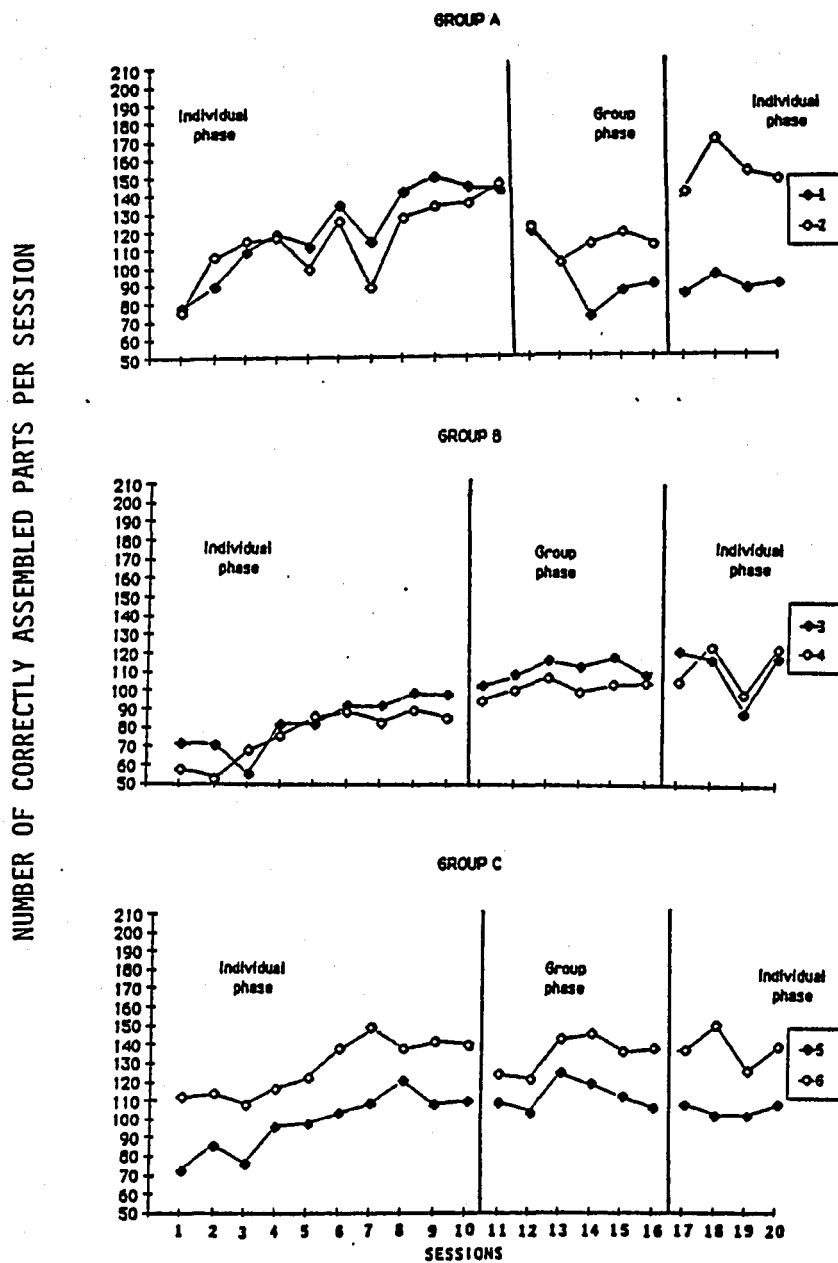 GROUP A
NUMBER OF CORRECTLY ASSEMBLED PARTS PER SESSION
210
200
190
180
170
160
150
140
130
120
110
100
90
80
70
60
50
Individual
phase
Group
phase
Individual
phase
1
2
GROUP B
210
200
190
180
170
160
150
140
130
120
110
100
90
80
70
60
50
Individual
phase
Group
phase
Individual
phase
3
4
GROUP C
210
200
190
180
170
160
150
140
130
120
110
100
90
80
70
60
50
Individual
phase
Group
phase
Individual
phase
5
6
1 2 3 4 5 6 7 8 9 10 11 12 13 14 15 16 17 18 19 20
SESSIONS